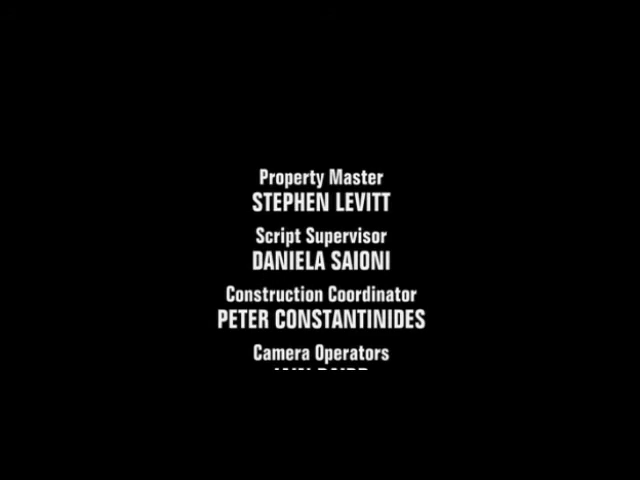 Property Master
STEPHEN LEVITT
Script Supervisor
DANIELA SAIONI
Construction Coordinator
PETER CONSTANTINIDES
Camera Operators